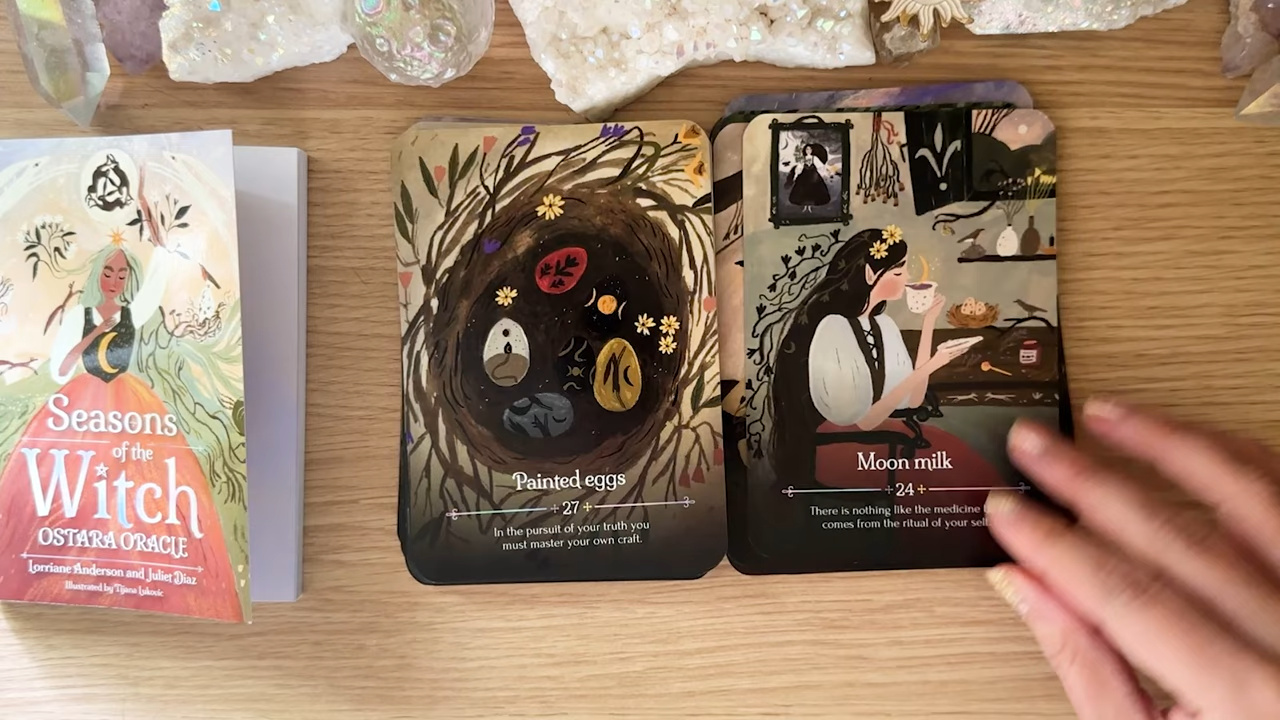 Seasons
of the
Witch
OSTARA ORACLE
Lorriane Anderson and Juliet Diaz
Illustrated by Tijana Lukovic
Painted eggs
27
In the pursuit of your truth you
must master your own craft.
Moon milk
24
There is nothing like the medicine
comes from the ritual of your self